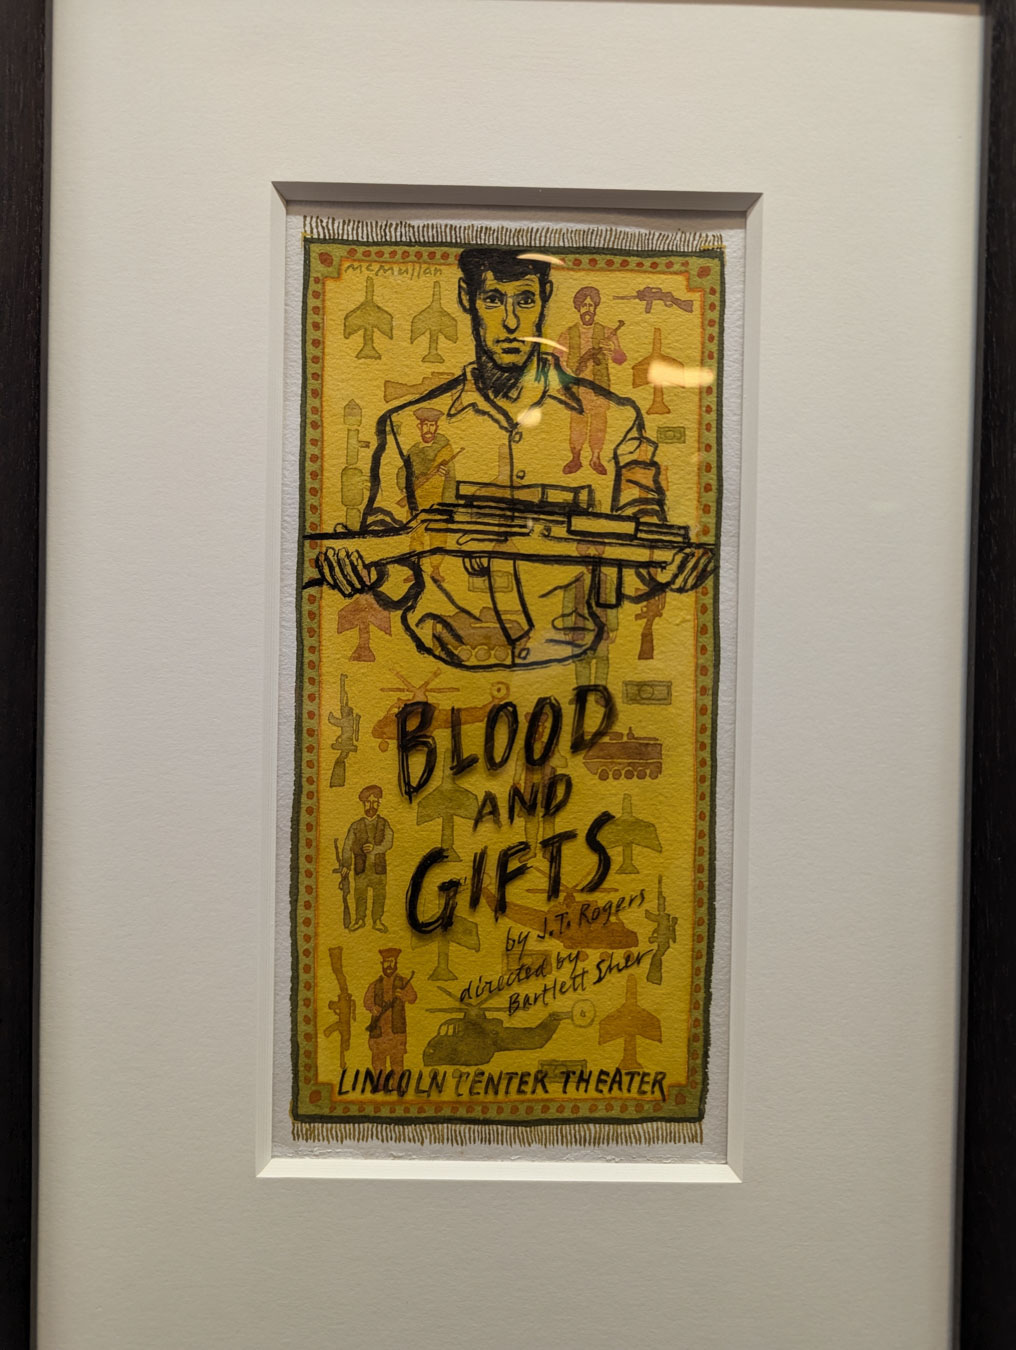 McMullan
BLOOD
AND
GIFTS
by J.T. Rogers
directed by
Bartlett Sher
LINCOLN CENTER THEATER